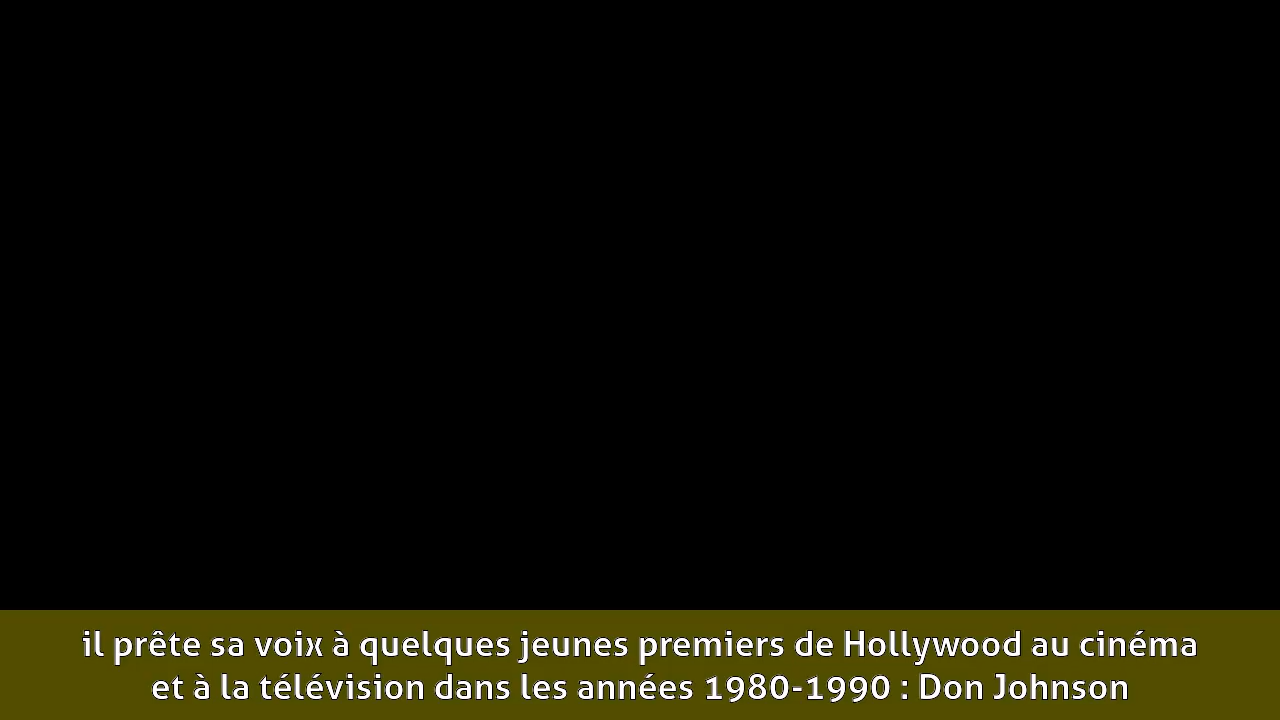 il prête sa voix à quelques jeunes premiers de Hollywood au cinéma
et à la télévision dans les années 1980-1990 : Don Johnson